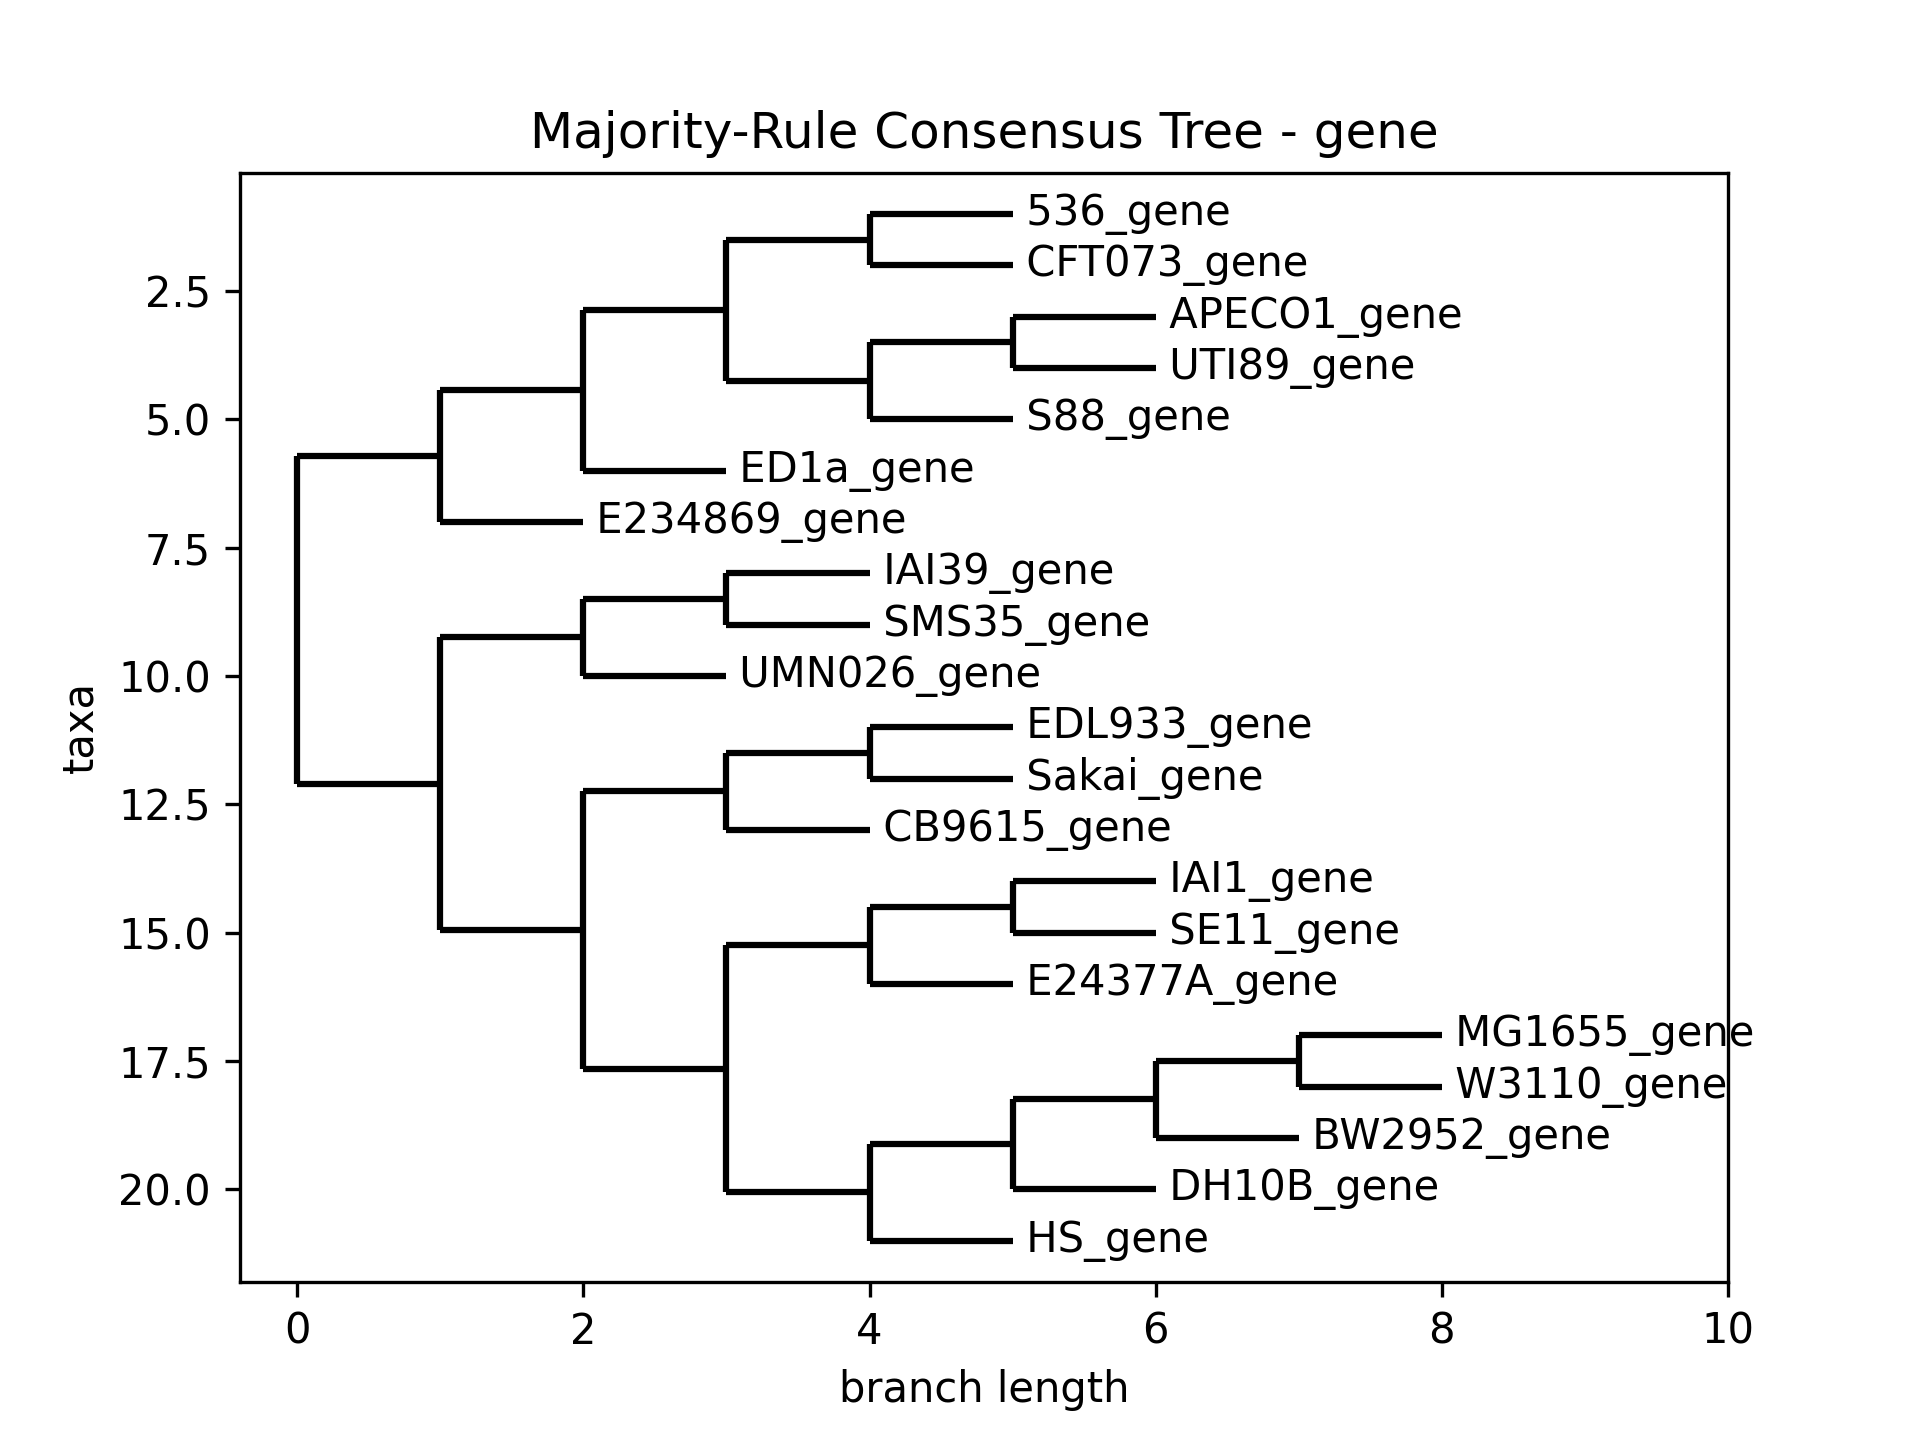 Majority-Rule Consensus Tree - gene
536_gene
CFT073_gene
2.5
APECO1_gene
UTI89_gene
S88_gene
5.0
ED1a_gene
E234869_gene
7.5
IAI39_gene
SMS35_gene
UMN026_gene
10.0
taxa
EDL933_gene
Sakai_gene
12.5
CB9615_gene
IAI1_gene
SE11_gene
15.0
E24377A_gene
MG1655_gene
17.5
W3110_gene
BW2952_gene
DH10B_gene
20.0
HS_gene
0 2 4 6 8 10
branch length